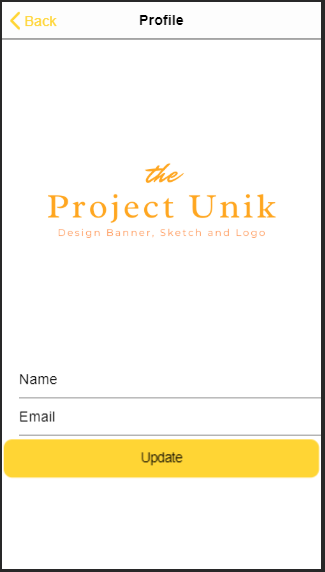 Back
Profile
the
Project Unik
Design Banner, Sketch and Logo
Name
Email
Update